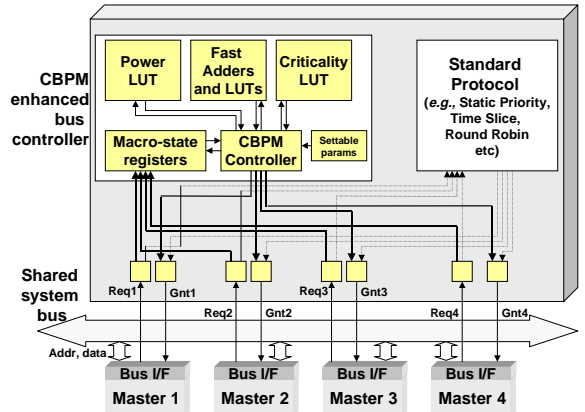 CBPM
enhanced
bus
controller
Power
LUT
Fast
Adders
and LUTs
Criticality
LUT
Macro-state
registers
CBPM
Controller
Settable
params
Standard
Protocol
(e.g., Static Priority,
Time Slice,
Round Robin
etc)
Shared
system
bus
Req1
Gnt1
Req2
Gnt2
Req3
Gnt3
Req4
Gnt4
Addr, data
Bus I/F
Master 1
Bus I/F
Master 2
Bus I/F
Master 3
Bus I/F
Master 4